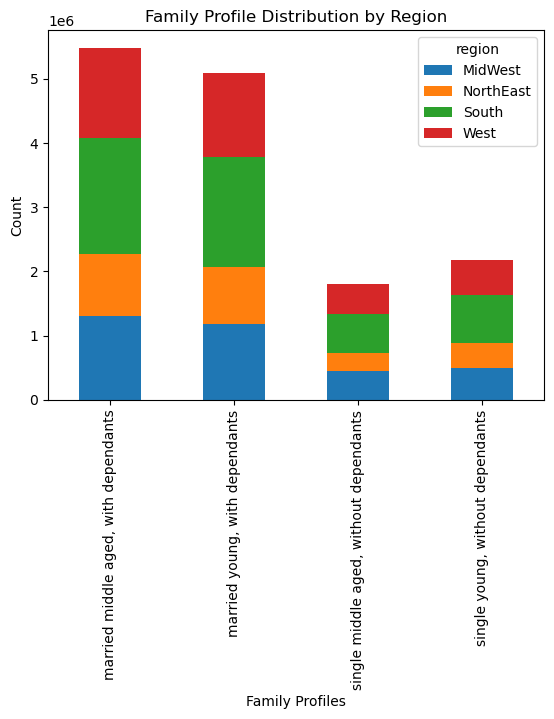 Family Profile Distribution by Region
1e6
5
4
3
2
1
0
Count
region
MidWest
NorthEast
South
West
married middle aged, with dependants
married young, with dependants
single middle aged, without dependants
single young, without dependants
Family Profiles